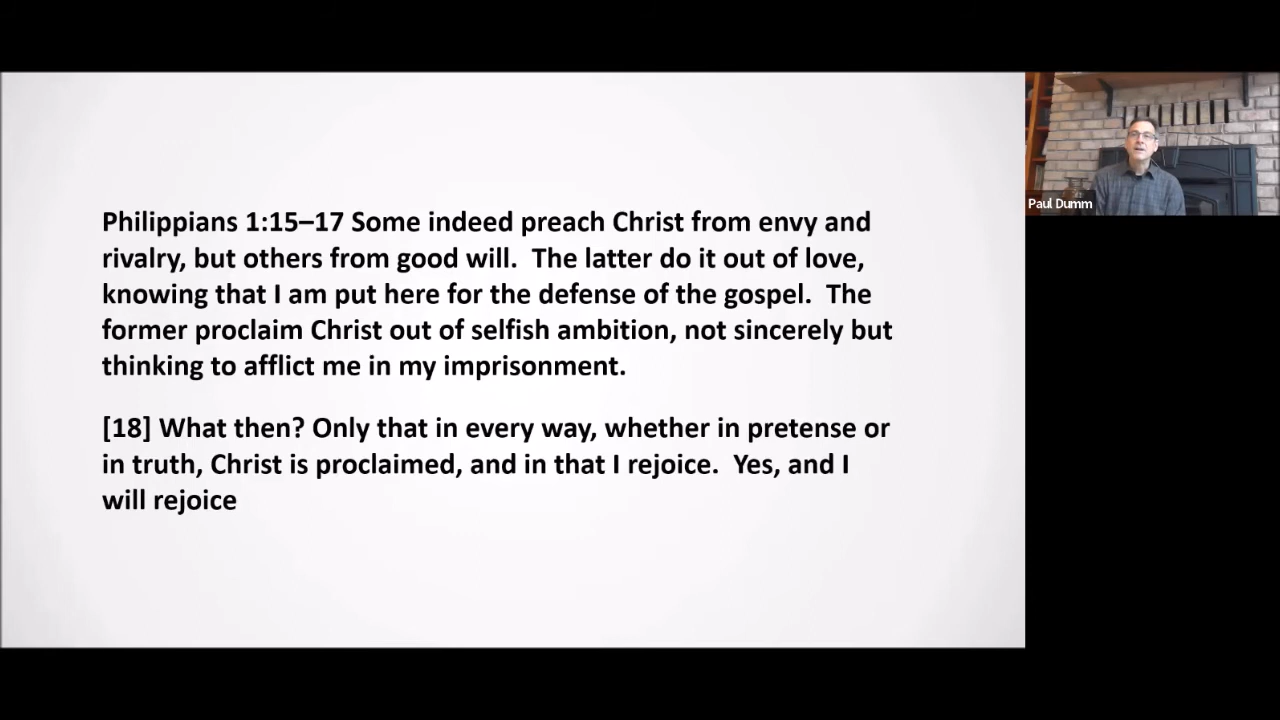 Philippians 1:15–17 Some indeed preach Christ from envy and
rivalry, but others from good will.  The latter do it out of love,
knowing that I am put here for the defense of the gospel.  The
former proclaim Christ out of selfish ambition, not sincerely but
thinking to afflict me in my imprisonment.
[18] What then? Only that in every way, whether in pretense or
in truth, Christ is proclaimed, and in that I rejoice.  Yes, and I
will rejoice
Paul Dumm